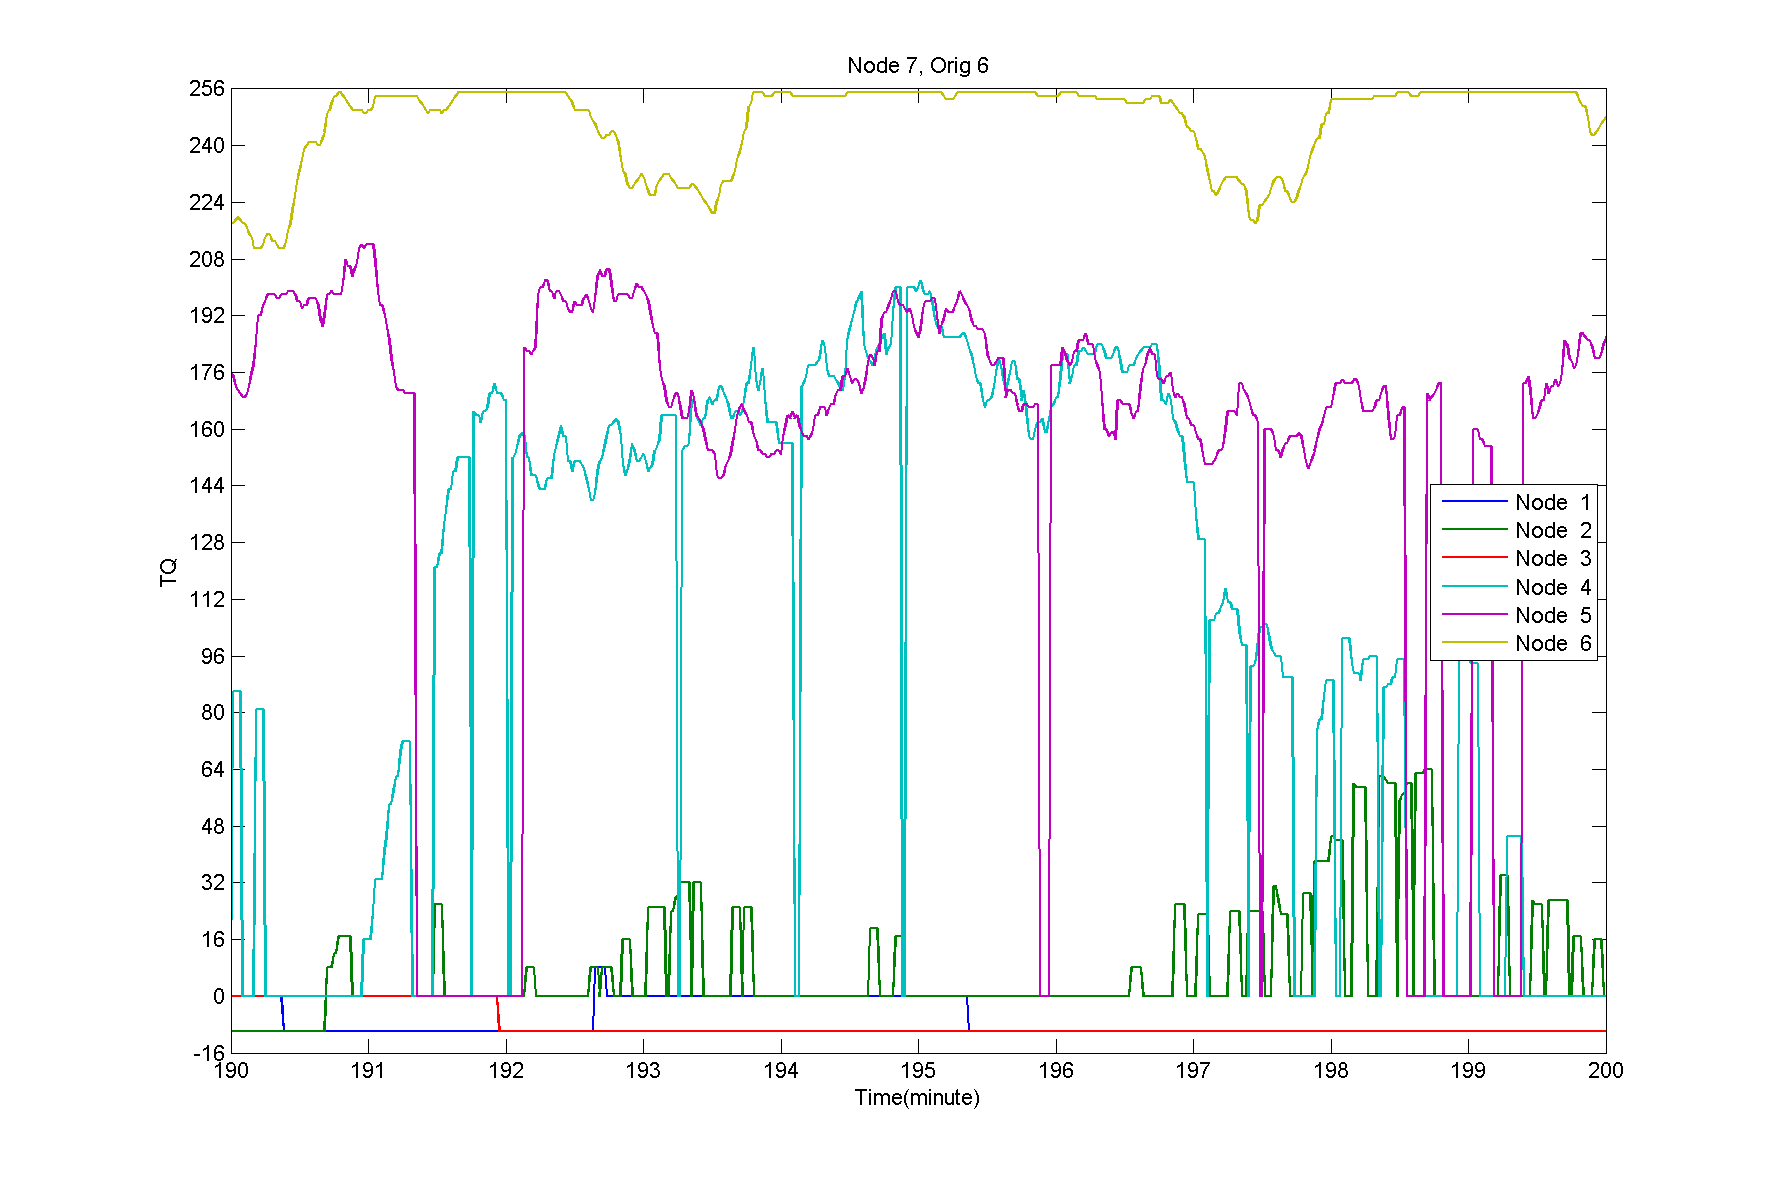 Node 7, Orig 6
256
240
224
208
192
176
160
144
128
112
96
80
64
48
32
16
0
-16
TQ
Node 1
Node 2
Node 3
Node 4
Node 5
Node 6
190 191 192 193 194 195 196 197 198 199 200
Time(minute)